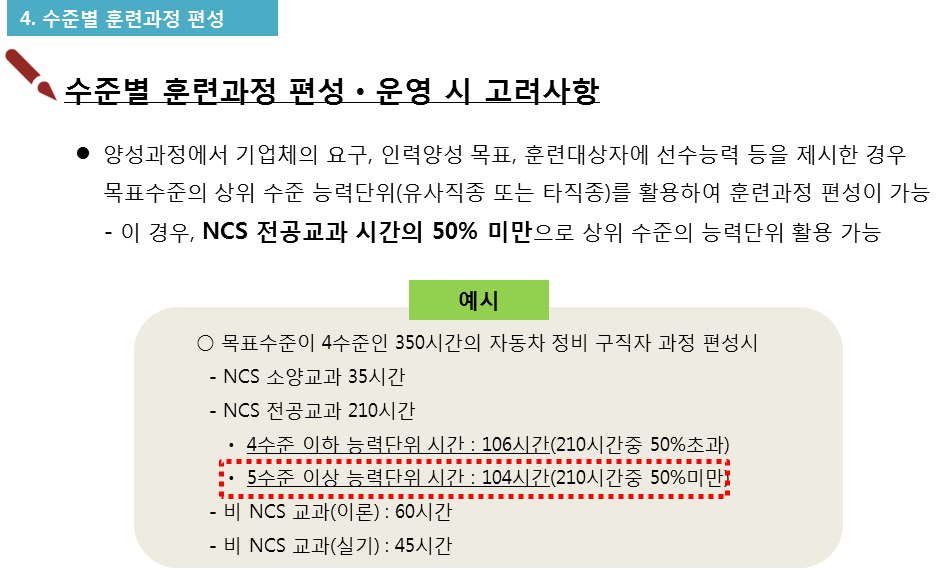 4. 수준별 훈련과정 편성
수준별 훈련과정 편성・운영 시 고려사항
● 양성과정에서 기업체의 요구, 인력양성 목표, 훈련대상자에 선수능력 등을 제시한 경우
목표수준의 상위 수준 능력단위(유사직종 또는 타직종)를 활용하여 훈련과정 편성이 가능
- 이 경우, NCS 전공교과 시간의 50% 미만으로 상위 수준의 능력단위 활용 가능
예시
○ 목표수준이 4수준인 350시간의 자동차 정비 구직자 과정 편성시
- NCS 소양교과 35시간
- NCS 전공교과 210시간
・ 4수준 이하 능력단위 시간 : 106시간(210시간중 50%초과)
・ 5수준 이상 능력단위 시간 : 104시간(210시간중 50%미만)
- 비 NCS 교과(이론) : 60시간
- 비 NCS 교과(실기) : 45시간